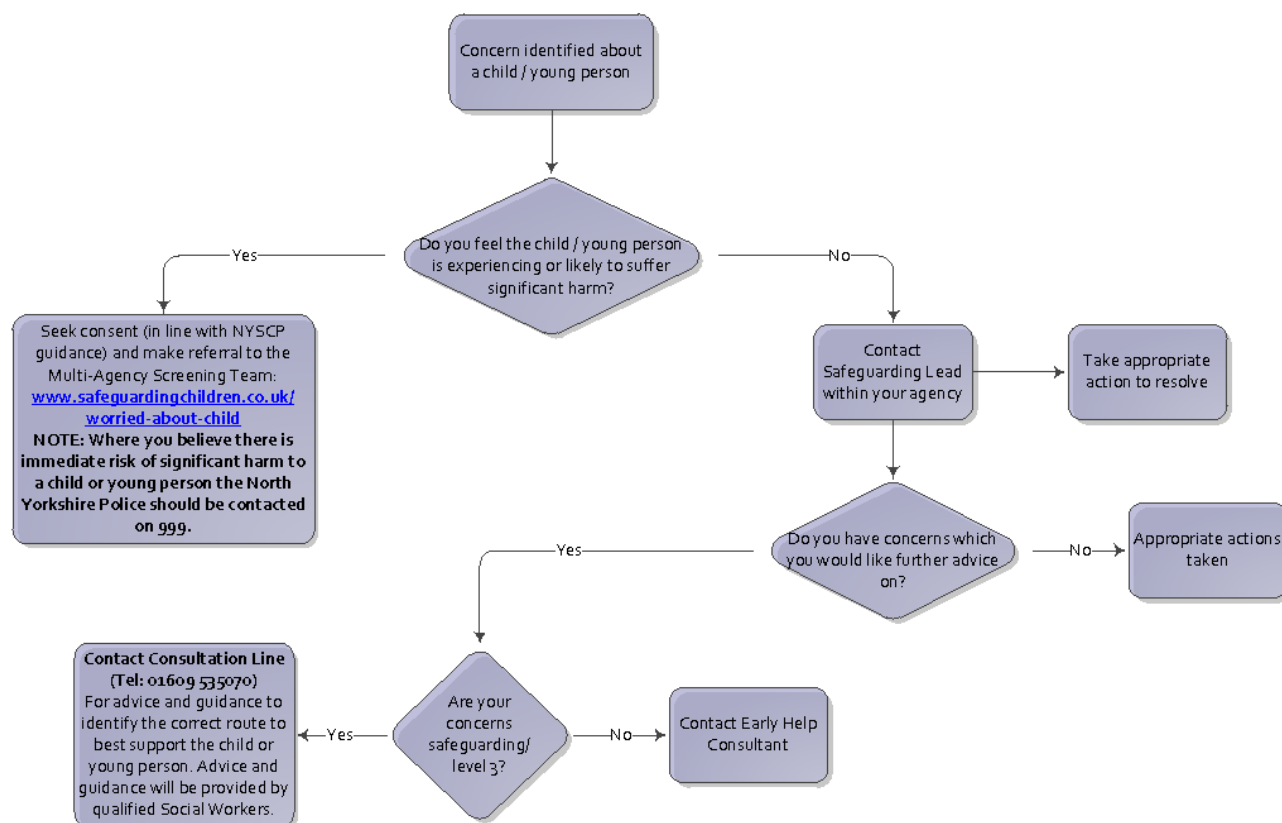 Concern identified about
a child / young person
Do you feel the child / young person
is experiencing or likely to suffer
significant harm?
Yes
No
Seek consent (in line with NYSCP
guidance) and make referral to the
Multi-Agency Screening Team:
www.safeguardingchildren.co.uk/
worried-about-child
NOTE: Where you believe there is
immediate risk of significant harm to
a child or young person the North
Yorkshire Police should be contacted
on 999.
Contact
Safeguarding Lead
within your agency
Take appropriate
action to resolve
Do you have concerns which
you would like further advice
on?
Yes
No
Appropriate actions
taken
Are your
concerns
safeguarding/
level 3?
Yes
No
Contact Consultation Line
(Tel: 01609 535070)
For advice and guidance to
identify the correct route to
best support the child or
young person. Advice and
guidance will be provided by
qualified Social Workers.
Contact Early Help
Consultant